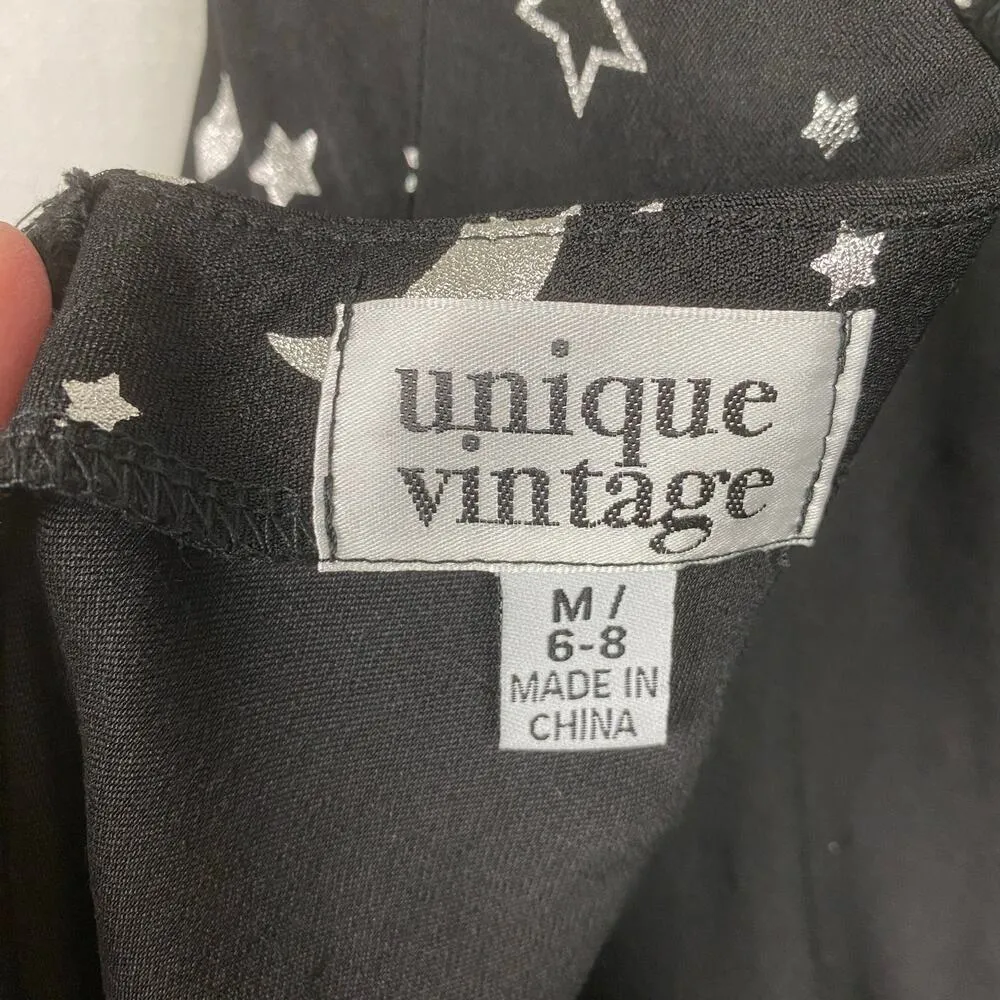 unique
vintage
M /
6-8
MADE IN
CHINA